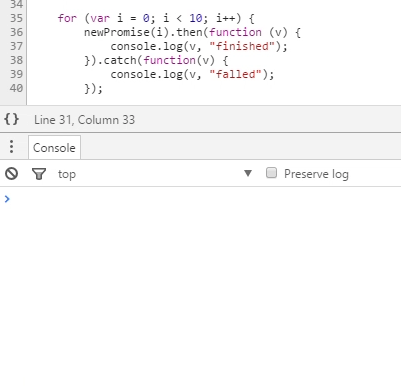 34
35 for (var i = 0; i < 10; i++) {
36 newPromise(i).then(function (v) {
37 console.log(v, "finished");
38 }).catch(function(v) {
39 console.log(v, "falled");
40 });
{} Line 31, Column 33
Console
top ▼ Preserve log
>